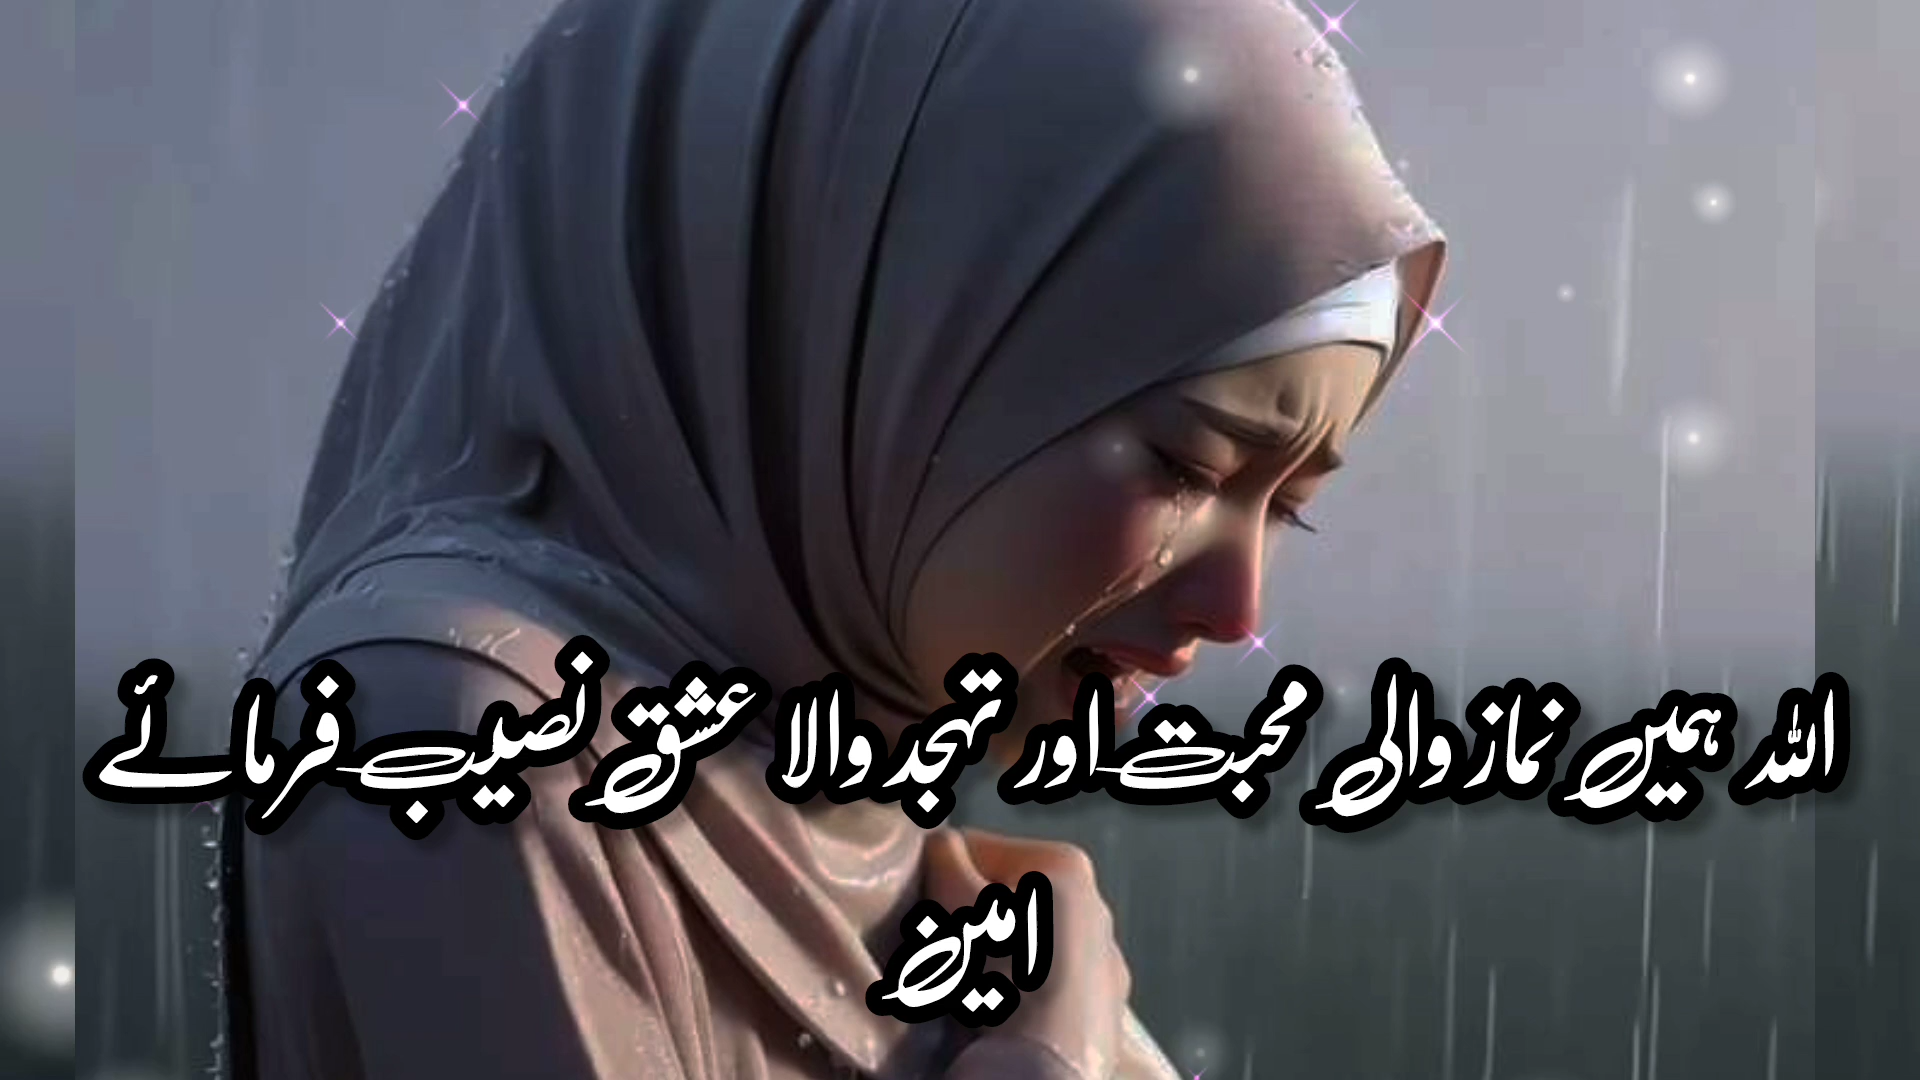 اللہ ہمیں نماز والی محبت اور تہجد والا عشق نصیب فرمائے
امین